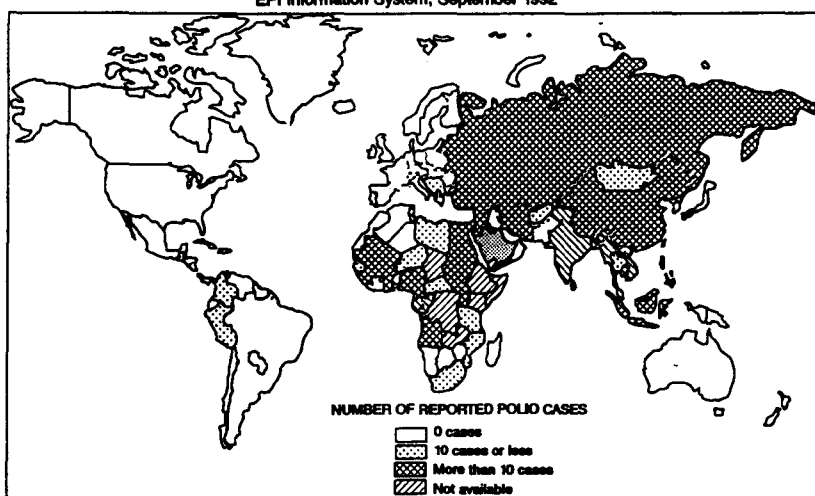 EPI Information System, September 1992
NUMBER OF REPORTED POLIO CASES
0 cases
10 cases or less
More than 10 cases
Not available